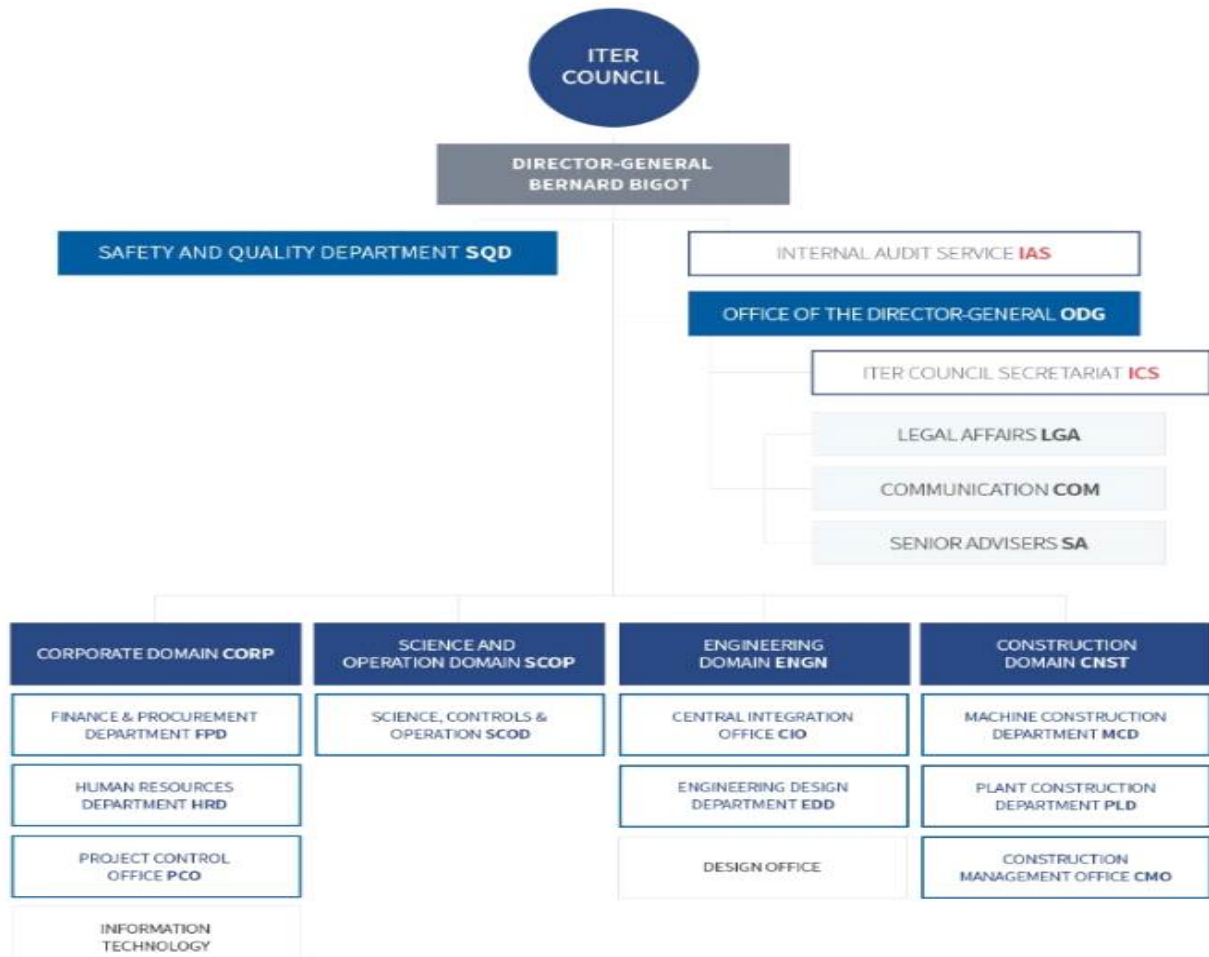 ITER
COUNCIL
DIRECTOR-GENERAL
BERNARD BIGOT
SAFETY AND QUALITY DEPARTMENT SQD
INTERNAL AUDIT SERVICE IAS
OFFICE OF THE DIRECTOR-GENERAL ODG
ITER COUNCIL SECRETARIAT ICS
LEGAL AFFAIRS LGA
COMMUNICATION COM
SENIOR ADVISERS SA
CORPORATE DOMAIN CORP
FINANCE & PROCUREMENT
DEPARTMENT FPD
HUMAN RESOURCES
DEPARTMENT HRD
PROJECT CONTROL
OFFICE PCO
INFORMATION
TECHNOLOGY
SCIENCE AND
OPERATION DOMAIN SCOP
SCIENCE, CONTROLS &
OPERATION SCOD
ENGINEERING
DOMAIN ENGN
CENTRAL INTEGRATION
OFFICE CIO
ENGINEERING DESIGN
DEPARTMENT EDD
DESIGN OFFICE
CONSTRUCTION
DOMAIN CNST
MACHINE CONSTRUCTION
DEPARTMENT MCD
PLANT CONSTRUCTION
DEPARTMENT PLD
CONSTRUCTION
MANAGEMENT OFFICE CMO